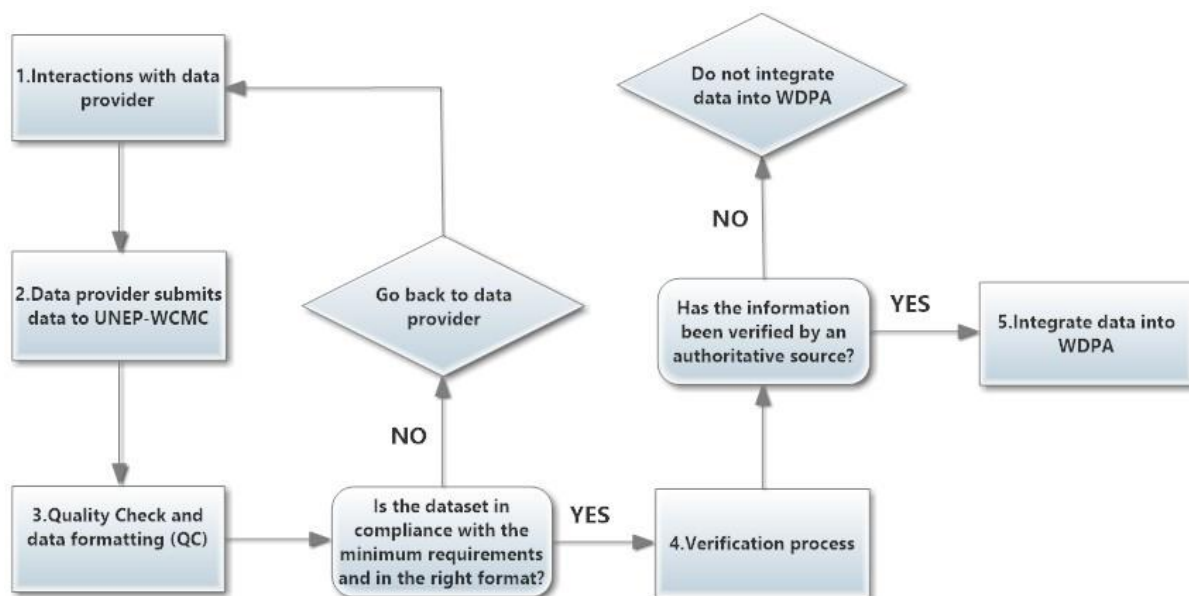 1.Interactions with data
provider
2.Data provider submits
data to UNEP-WCMC
3.Quality Check and
data formatting (QC)
Is the dataset in
compliance with the
minimum requirements
and in the right format?
NO
Go back to data
provider
YES
4.Verification process
Has the information
been verified by an
authoritative source?
NO
Do not integrate
data into WDPA
YES
5.Integrate data into
WDPA